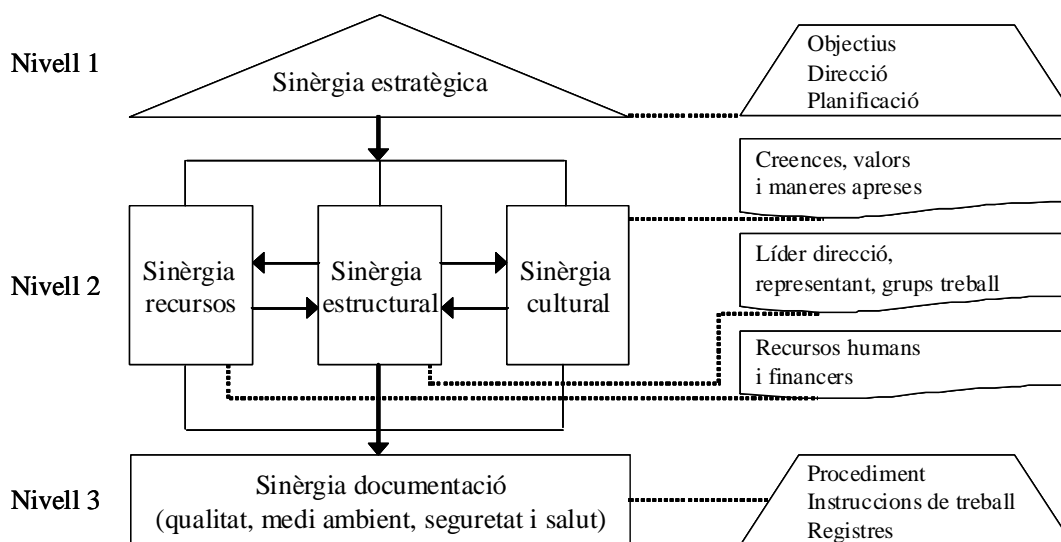 Nivell 1
Sinèrgia estratègica
Objectius
Direcció
Planificació
Creences, valors
i maneres apreses
Nivell 2
Sinèrgia
recursos
Sinèrgia
estructural
Sinèrgia
cultural
Líder direcció,
representant, grups treball
Recursos humans
i financers
Nivell 3
Sinèrgia documentació
(qualitat, medi ambient, seguretat i salut)
Procediment
Instruccions de treball
Registres